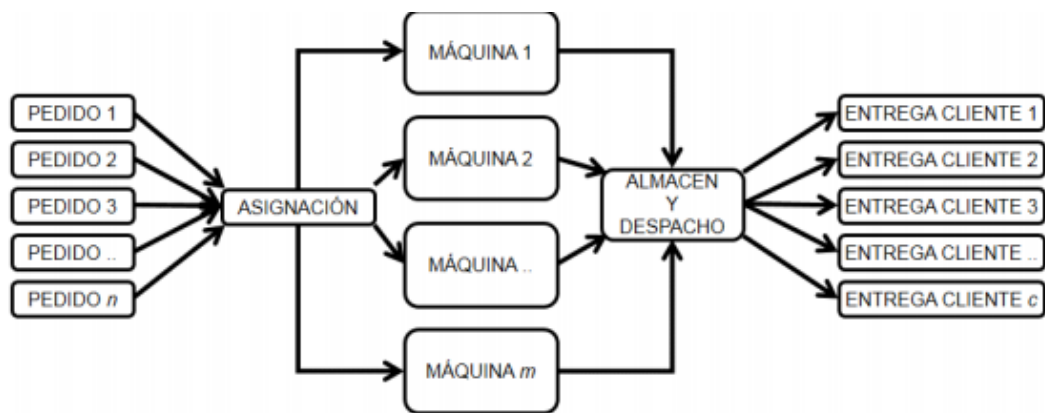 PEDIDO 1
PEDIDO 2
PEDIDO 3
PEDIDO ..
PEDIDO n
ASIGNACIÓN
MÁQUINA 1
MÁQUINA 2
MÁQUINA ..
MÁQUINA m
ALMACEN
Y
DESPACHO
ENTREGA CLIENTE 1
ENTREGA CLIENTE 2
ENTREGA CLIENTE 3
ENTREGA CLIENTE ..
ENTREGA CLIENTE c